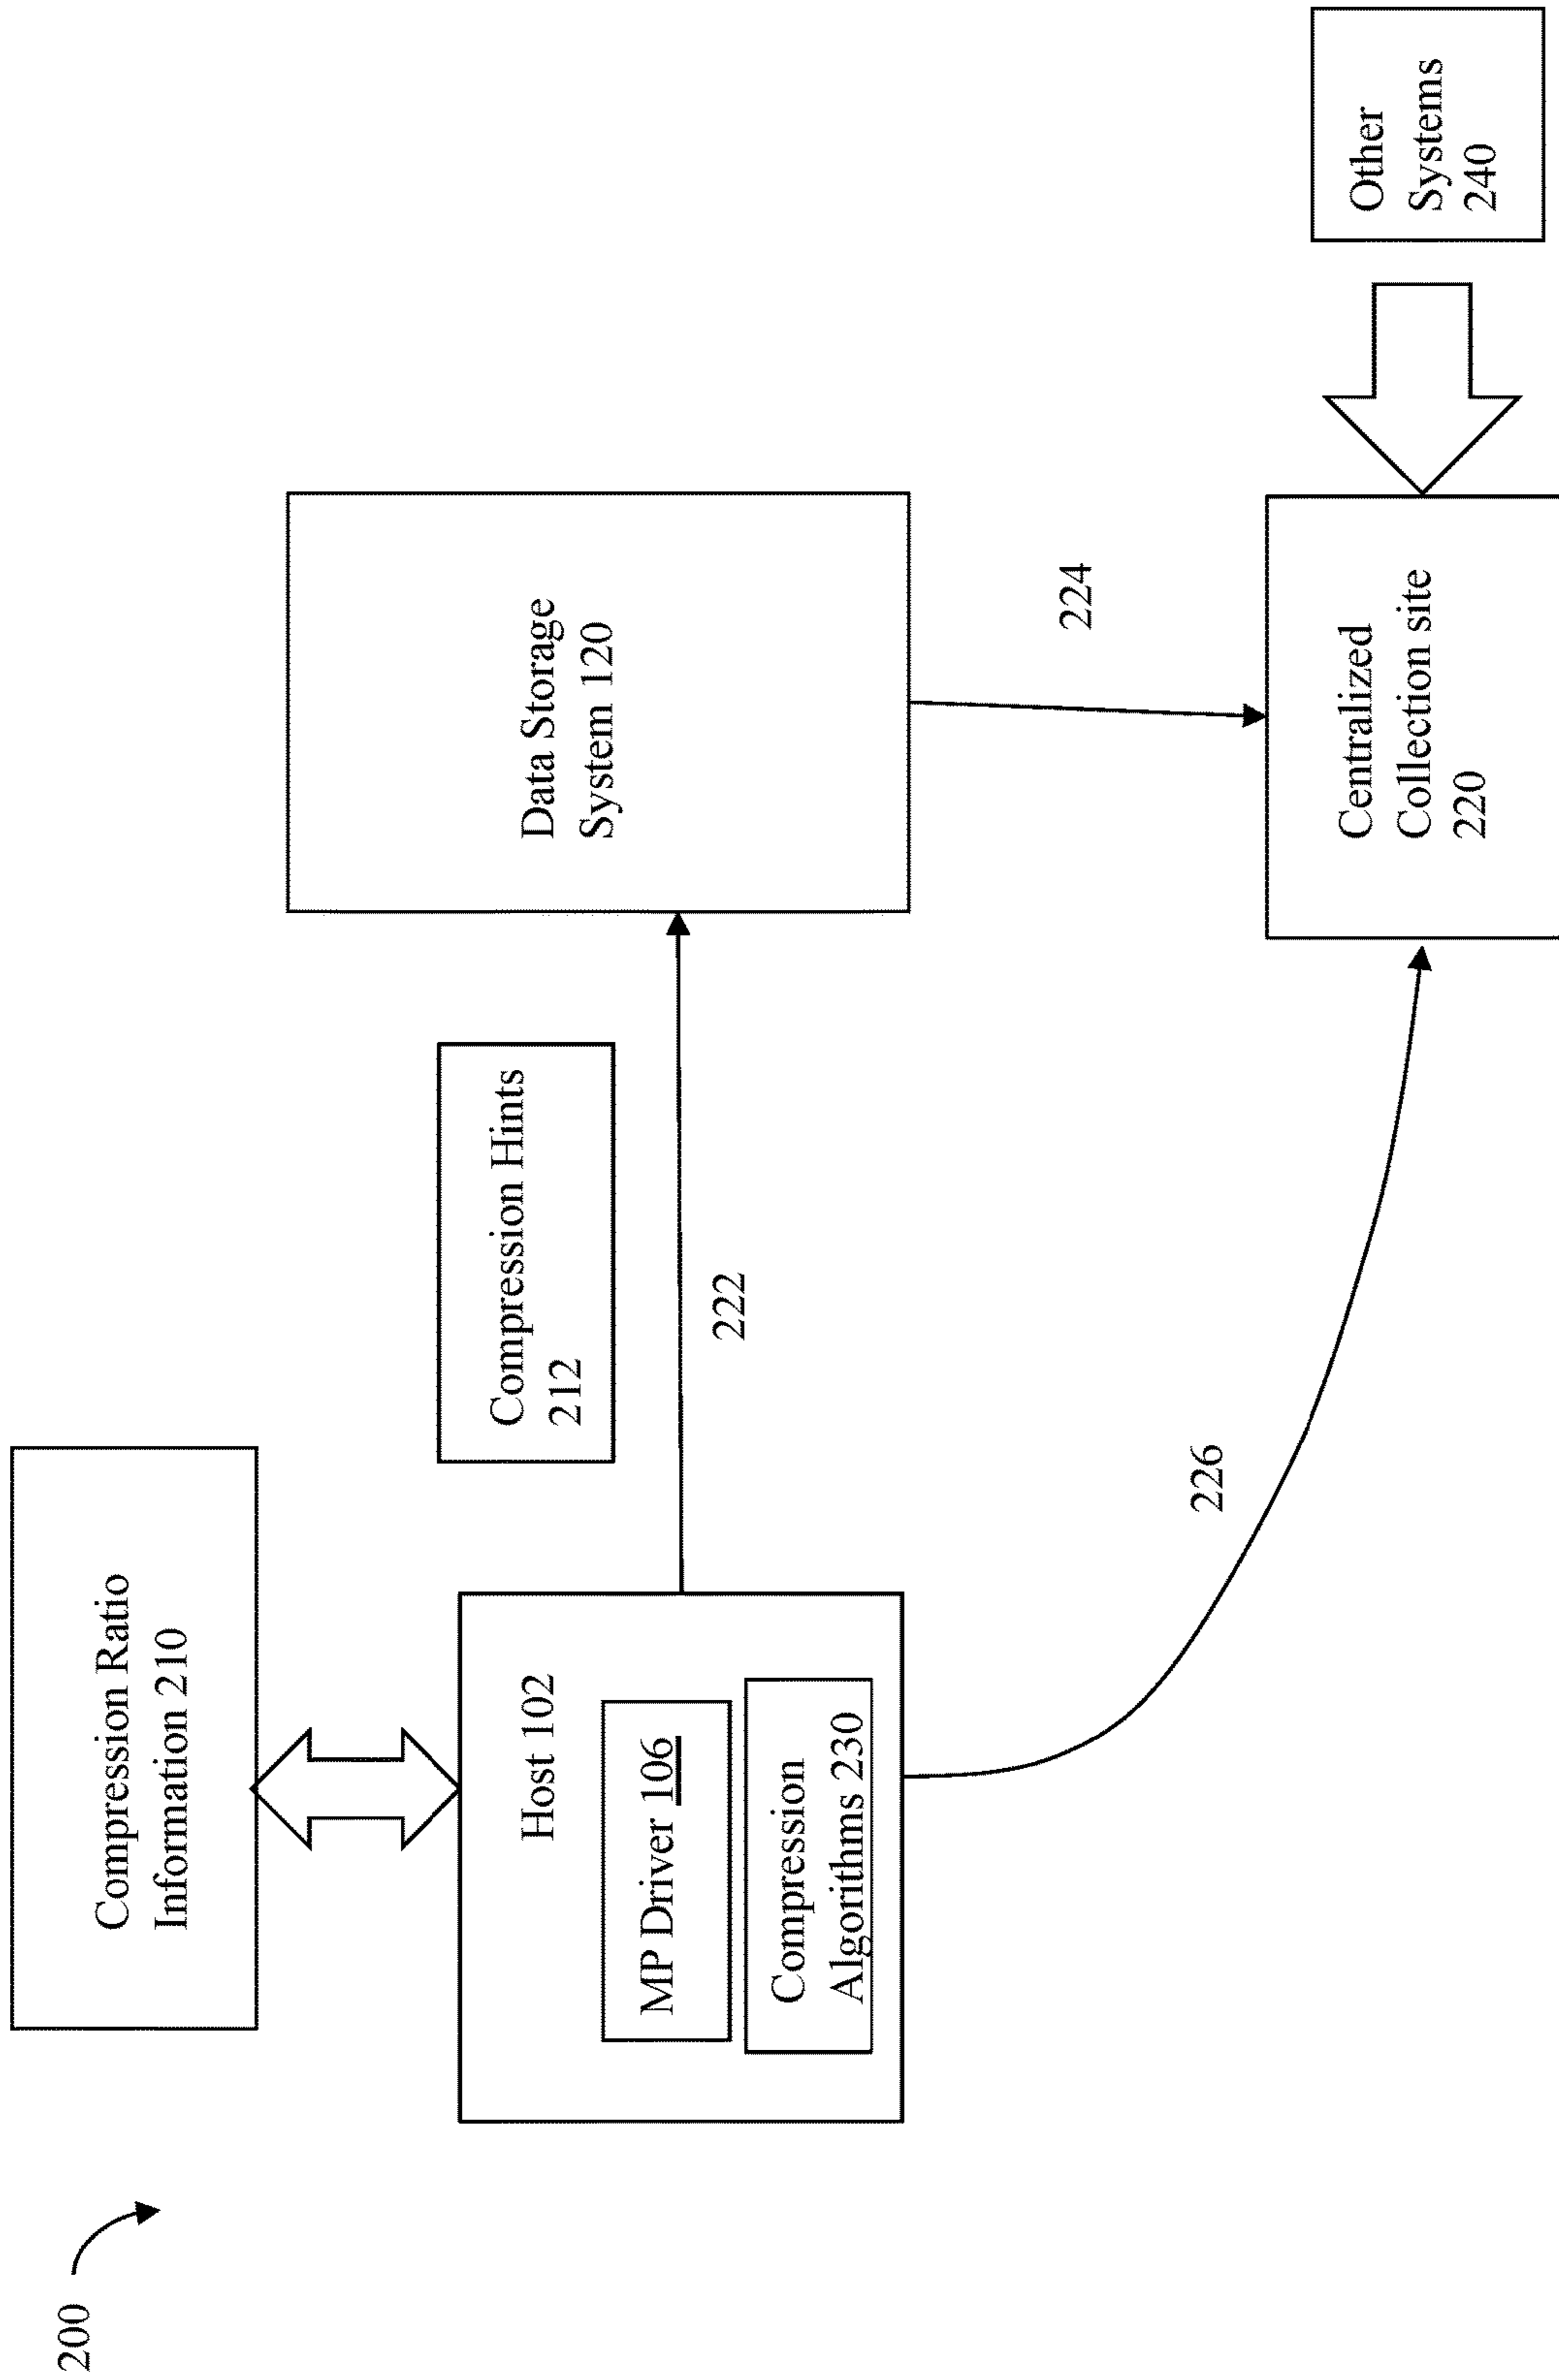 200
Compression Ratio
Information 210
Host 102
MP Driver 106
Compression
Algorithms 230
Compression Hints
212
222
226
Data Storage
System 120
224
Centralized
Collection site
220
Other
Systems
240